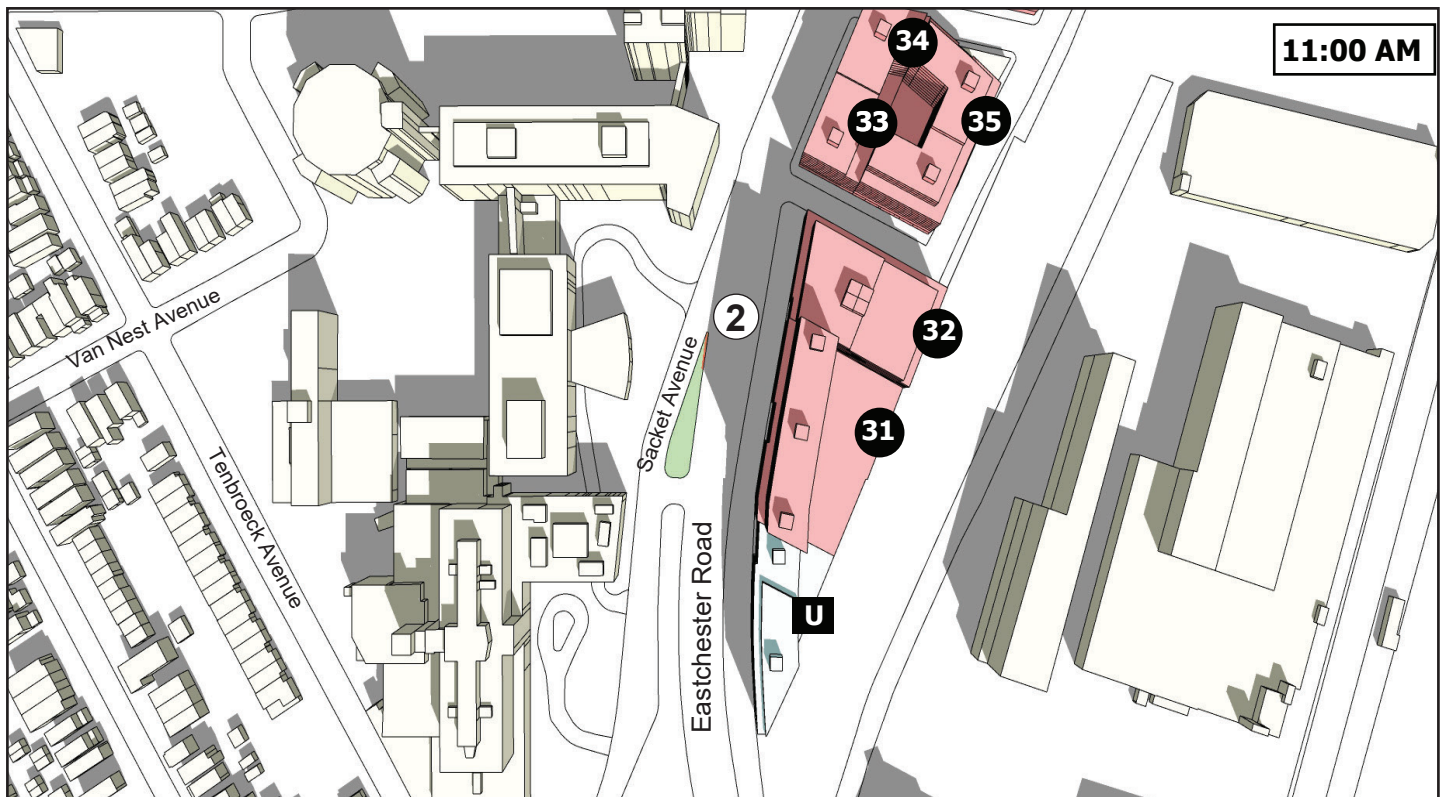 11:00 AM
34
33
35
2
32
31
U
Van Nest Avenue
Sacket Avenue
Tenbroeck Avenue
Eastchester Road